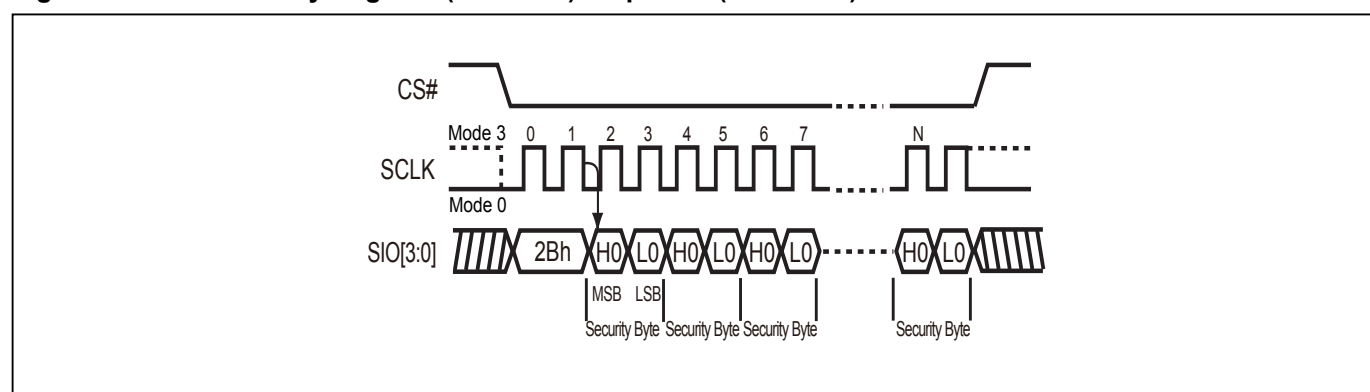 CS#
Mode 3 0 1 2 3 4 5 6 7 N
SCLK
Mode 0
SIO[3:0] 2Bh H0 L0 H0 L0 H0 L0 H0 L0
MSB LSB
Security Byte Security Byte Security Byte Security Byte